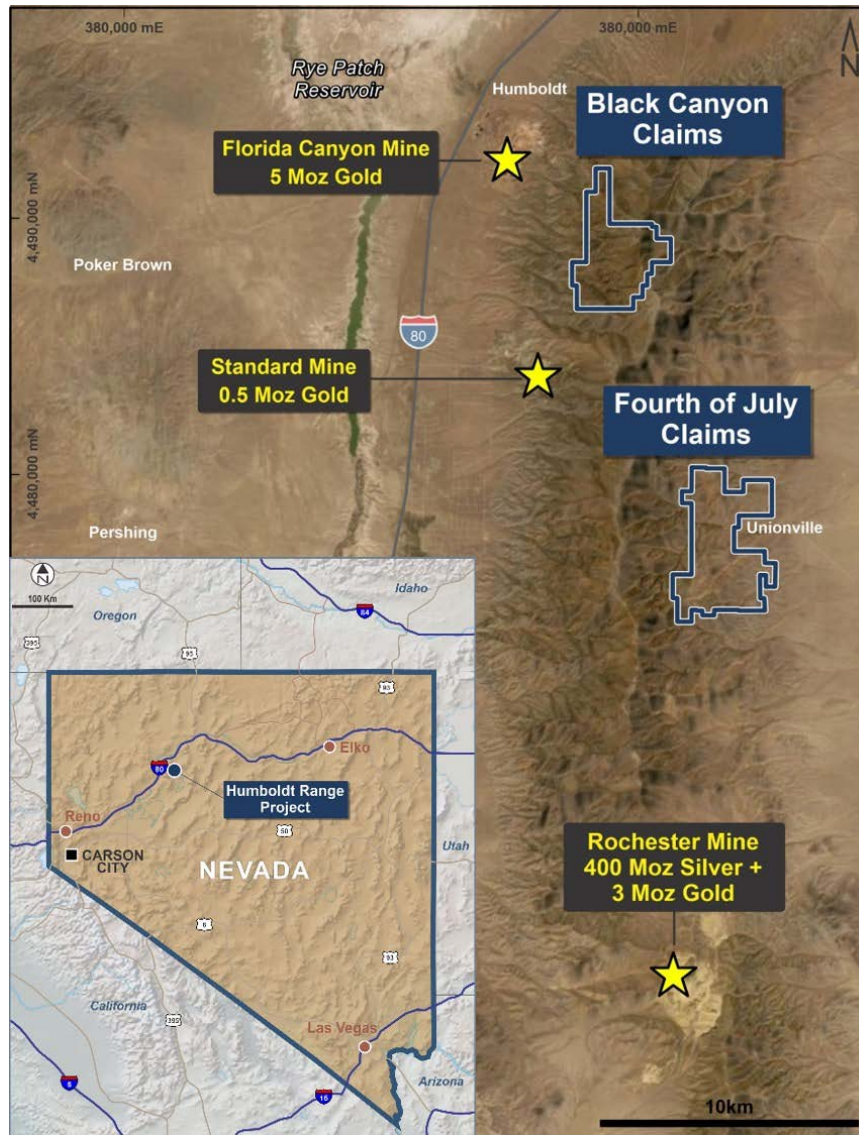 380,000 mE
380,000 mE
N
Rye Patch
Reservoir
Humboldt
Black Canyon
Claims
Florida Canyon Mine
5 Moz Gold
4,490,000 mN
Poker Brown
80
Standard Mine
0.5 Moz Gold
Fourth of July
Claims
4,480,000 mN
Pershing
Unionville
N
100 Km
Oregon
Idaho
84
395
95
93
Elko
80
Humboldt Range
Project
Reno
50
CARSON
CITY
NEVADA
Utah
6
93
California
395
Las Vegas
5
15
Arizona
Rochester Mine
400 Moz Silver +
3 Moz Gold
10km